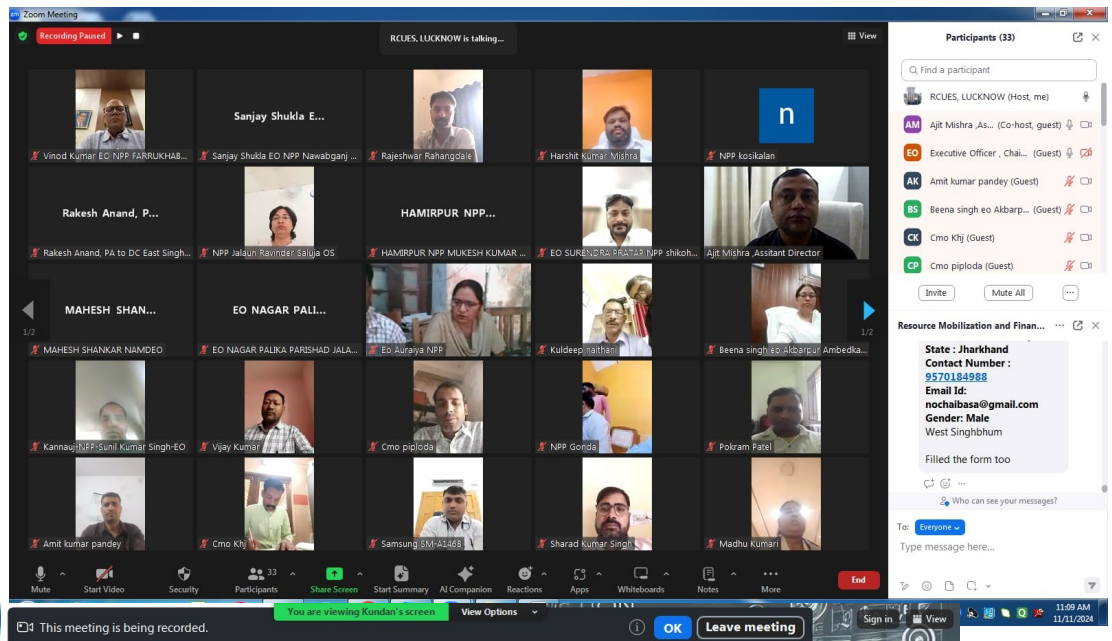 Zoom Meeting
Recording Paused
RCUES, LUCKNOW is talking...
View
Vinod Kumar EO NPP FARRUKHAB...
Sanjay Shukla E...
Sanjay Shukla EO NPP Nawabganj ...
Rajeshwar Rahangdale
Harshit Kumar Mishra
n
NPP kosikalan
Rakesh Anand, P...
Rakesh Anand, PA to DC East Singh...
NPP Jalaun Ravinder Saluja OS
HAMIRPUR NPP...
HAMIRPUR NPP MUKESH KUMAR ...
EO SURENDRA PRATAP NPP shikoh...
Ajit Mishra ,Assitant Director
1/2
MAHESH SHAN...
MAHESH SHANKAR NAMDEO
EO NAGAR PALI...
EO NAGAR PALIKA PARISHAD JALA...
Eo Auraiya NPP
Kuldeep naithani
Beena singh eo Akbarpur Ambedka...
1/2
Kannauj-NPP-Sunil Kumar Singh-EO
Vijay Kumar
Cmo piploda
NPP Gonda
Pokram Patel
Amit kumar pandey
Cmo Khj
Samsung SM-A146B
Sharad Kumar Singh
Madhu Kumari
Mute
Start Video
Security
33
Participants
Share Screen
Start Summary
AI Companion
Reactions
Apps
Whiteboards
Notes
More
End
Participants (33)
Find a participant
RCUES, LUCKNOW (Host, me)
AM Ajit Mishra ,As... (Co-host, guest)
EO Executive Officer , Chai... (Guest)
AK Amit kumar pandey (Guest)
BS Beena singh eo Akbarp... (Guest)
CK Cmo Khj (Guest)
CP Cmo piploda (Guest)
Invite
Mute All
Resource Mobilization and Finan...
State : Jharkhand
Contact Number :
9570184988
Email Id:
nochaibasa@gmail.com
Gender: Male
West Singhbhum
Filled the form too
Who can see your messages?
To: Everyone
Type message here...
You are viewing Kundan's screen
View Options
This meeting is being recorded.
OK
Leave meeting
Sign in
View
11:09 AM
11/11/2024